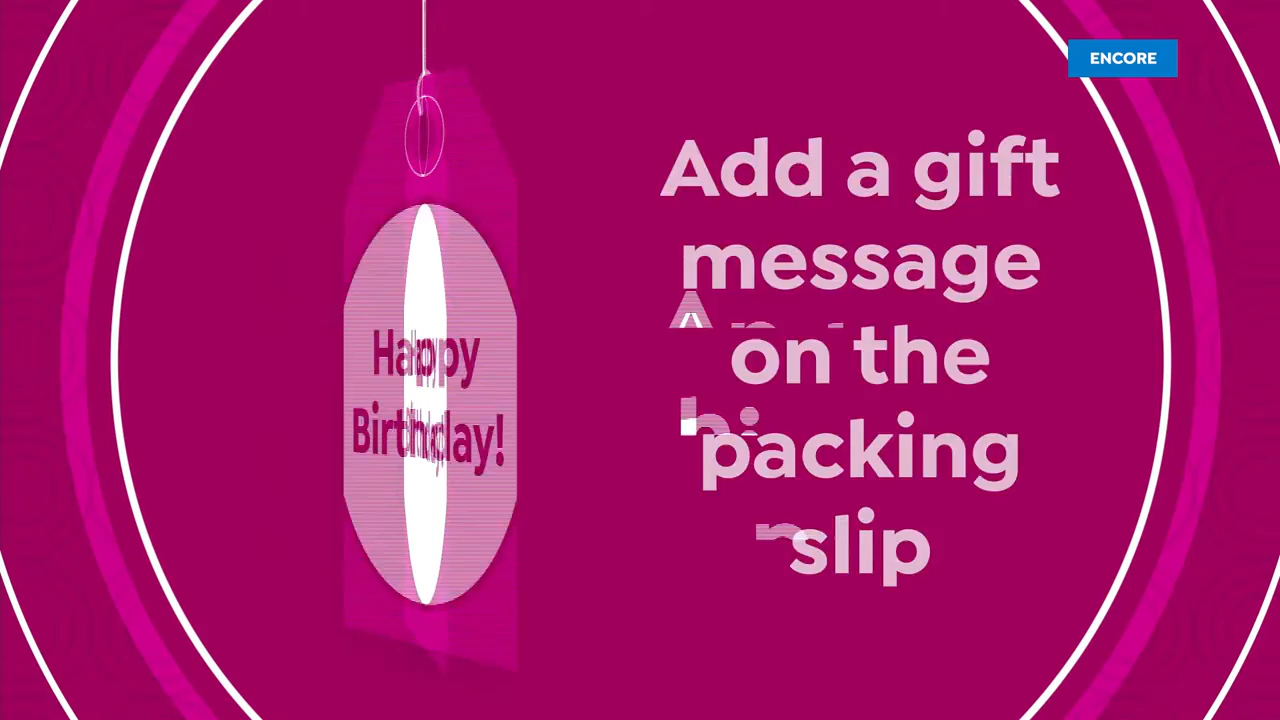 ENCORE
Add a gift
message
on the
packing
slip
Happy
Birthday!